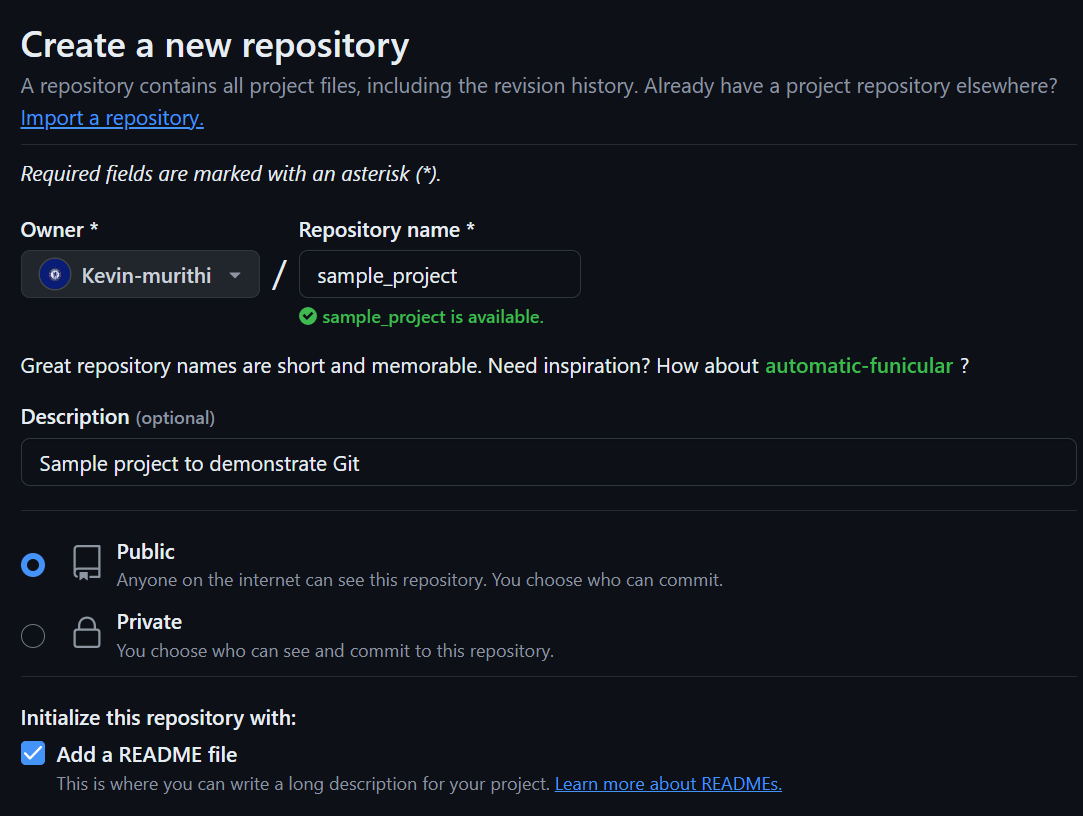 Create a new repository
A repository contains all project files, including the revision history. Already have a project repository elsewhere?
Import a repository.
Required fields are marked with an asterisk (*).
Owner *
Repository name *
Kevin-murithi
/
sample_project
sample_project is available.
Great repository names are short and memorable. Need inspiration? How about automatic-funicular ?
Description (optional)
Sample project to demonstrate Git
Public
Anyone on the internet can see this repository. You choose who can commit.
Private
You choose who can see and commit to this repository.
Initialize this repository with:
Add a README file
This is where you can write a long description for your project. Learn more about READMEs.